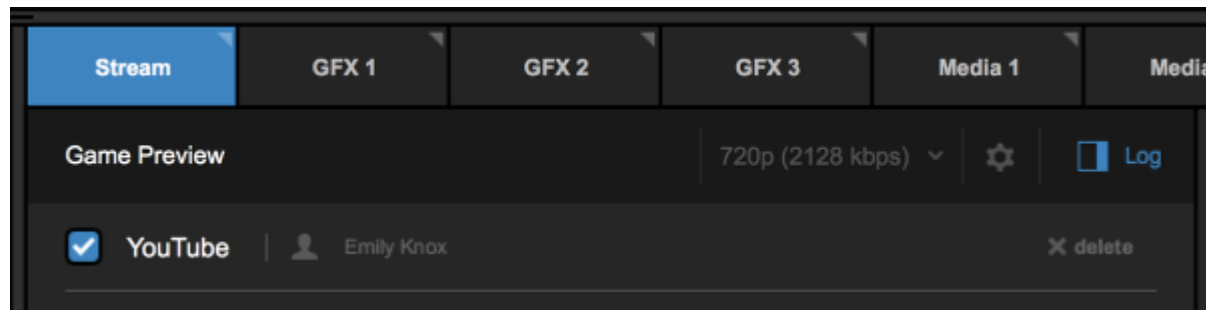 Stream GFX 1 GFX 2 GFX 3 Media 1 Media
Game Preview 720p (2128 kbps) Log
YouTube Emily Knox delete